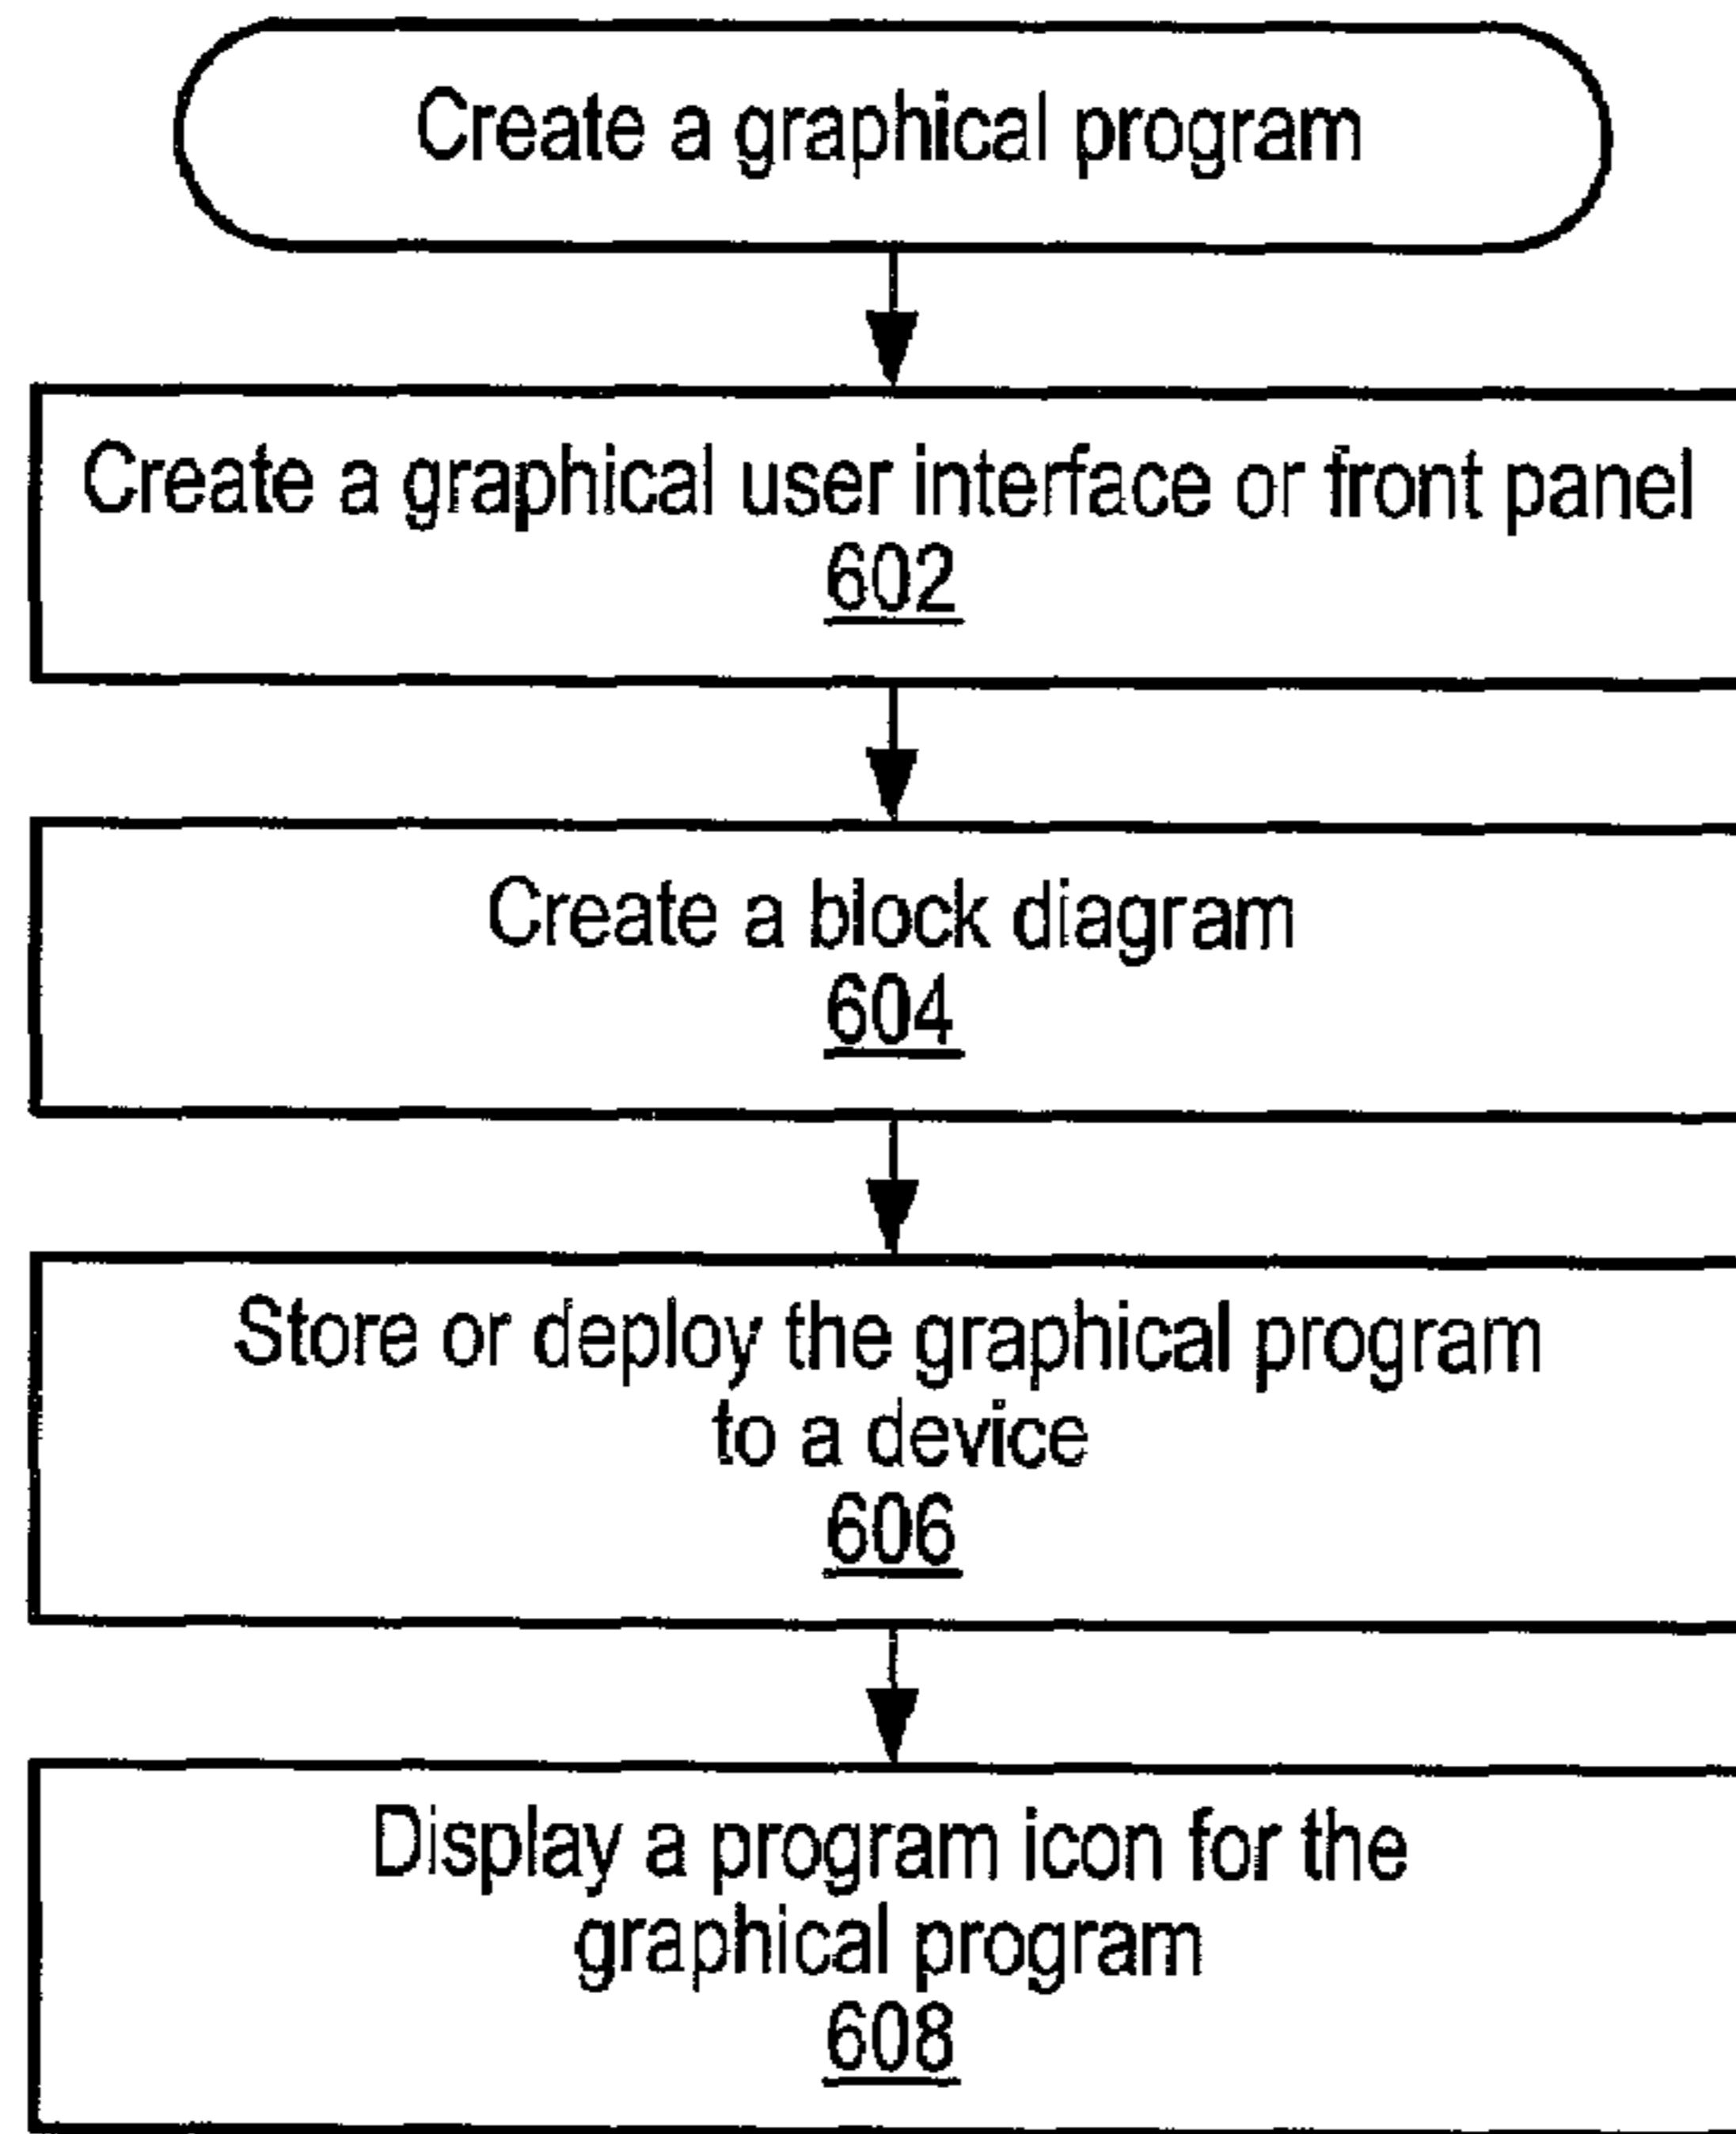 Create a graphical program
Create a graphical user interface or front panel
602
Create a block diagram
604
Store or deploy the graphical program
to a device
606
Display a program icon for the
graphical program
608